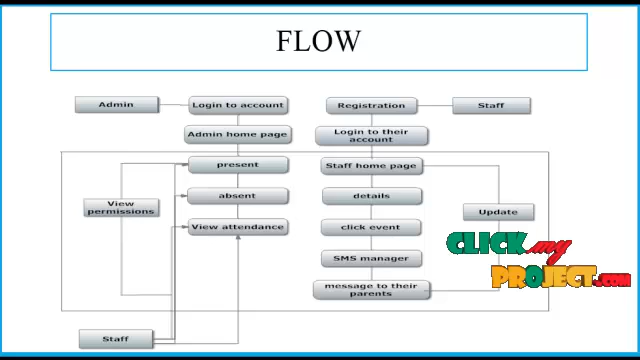 FLOW
Admin
Login to account
Registration
Staff
Admin home page
Login to their
account
present
Staff home page
absent
details
View
permissions
Update
View attendance
click event
CLICK my
PROJECT.com
SMS manager
message to their
parents
Staff